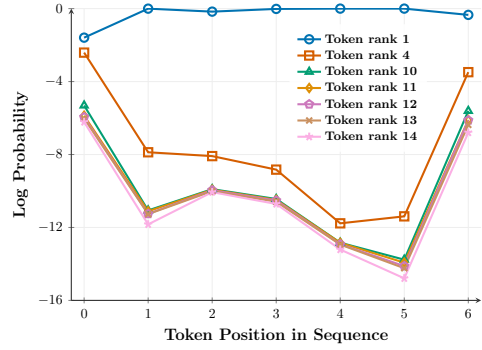 0
−4
−8
−12
−16
Log Probability
Token rank 1
Token rank 4
Token rank 10
Token rank 11
Token rank 12
Token rank 13
Token rank 14
0 1 2 3 4 5 6
Token Position in Sequence